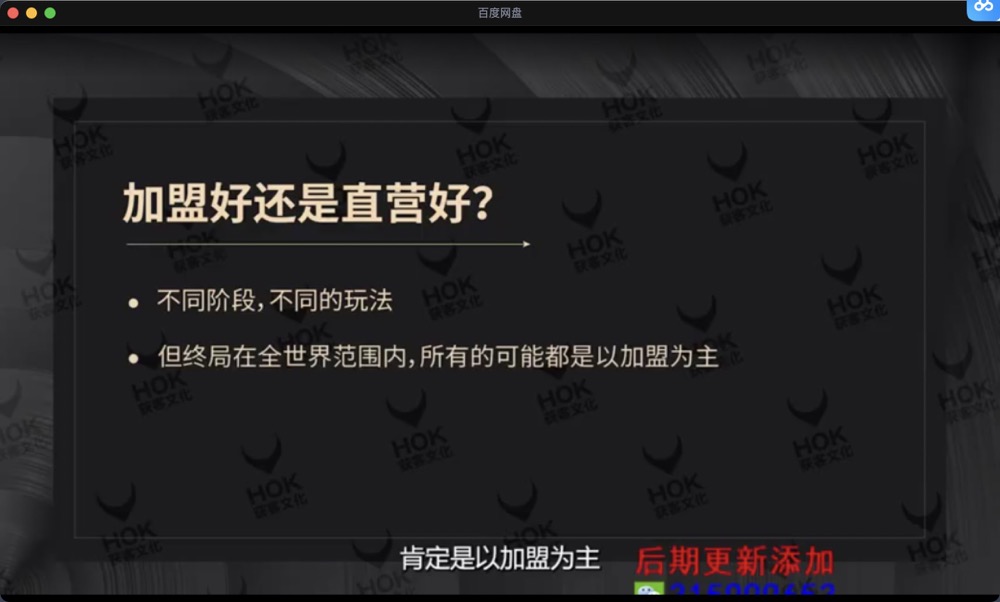 百度网盘
加盟好还是直营好?
不同阶段,不同的玩法
但终局在全世界范围内,所有的可能都是以加盟为主
肯定是以加盟为主
后期更新添加
HOK
获客文化